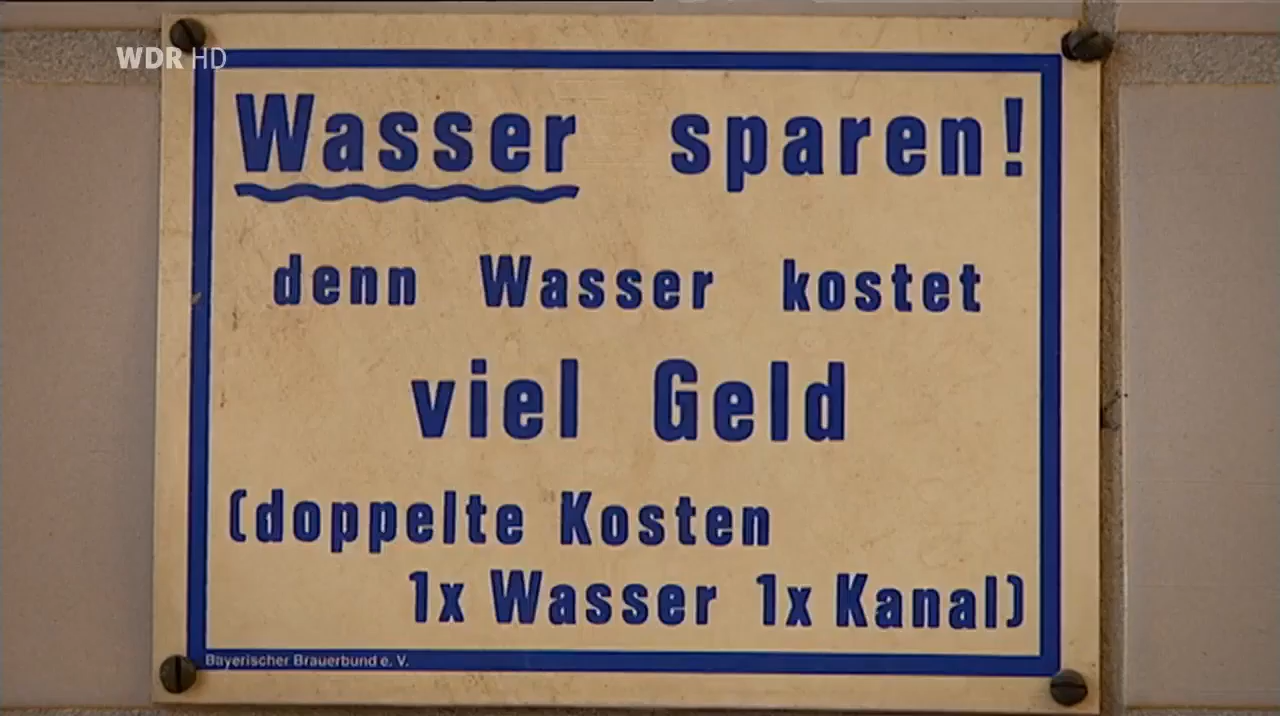 WDR HD
Wasser sparen!
denn Wasser kostet
viel Geld
(doppelte Kosten
1x Wasser 1x Kanal)
Bayerischer Brauerbund e. V.